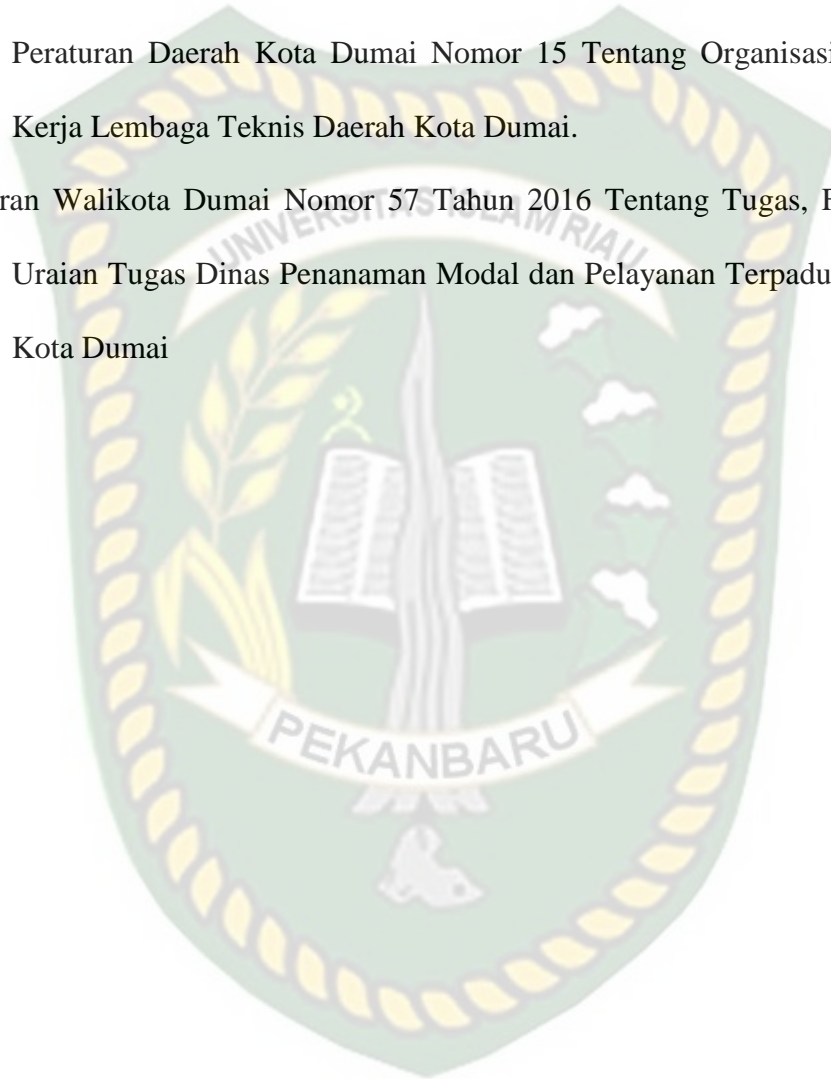 Peraturan Daerah Kota Dumai Nomor 15 Tentang Organisasi
Kerja Lembaga Teknis Daerah Kota Dumai.
ran Walikota Dumai Nomor 57 Tahun 2016 Tentang Tugas,
Uraian Tugas Dinas Penanaman Modal dan Pelayanan Terpadu
Kota Dumai
UNIVERSITAS ISLAM RIAU
PEKANBARU